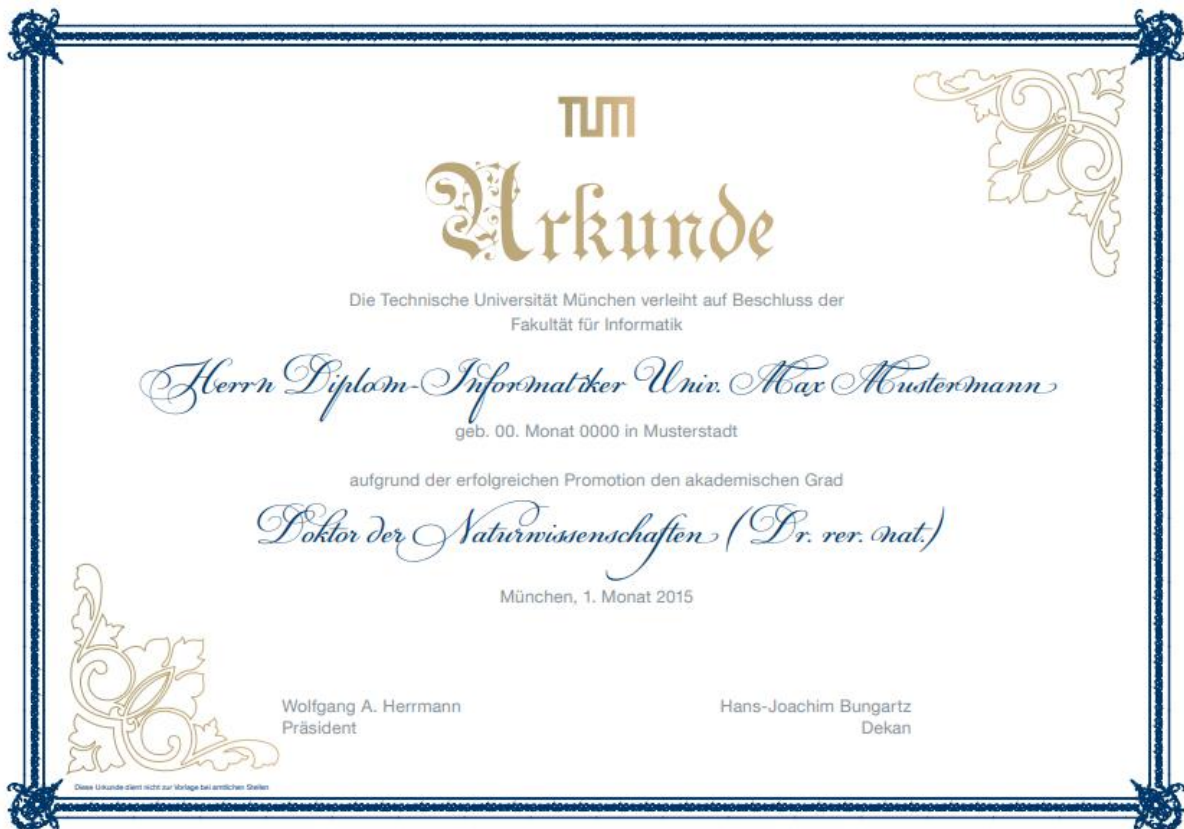 TUM
Urkunde
Die Technische Universität München verleiht auf Beschluss der
Fakultät für Informatik
Herrn Diplom-Informatiker Univ. Max Mustermann
geb. 00. Monat 0000 in Musterstadt
aufgrund der erfolgreichen Promotion den akademischen Grad
Doktor der Naturwissenschaften (Dr. rer. nat.)
München, 1. Monat 2015
Wolfgang A. Herrmann
Präsident
Hans-Joachim Bungartz
Dekan
Diese Urkunde dient nicht zur Vorlage bei amtlichen Stellen